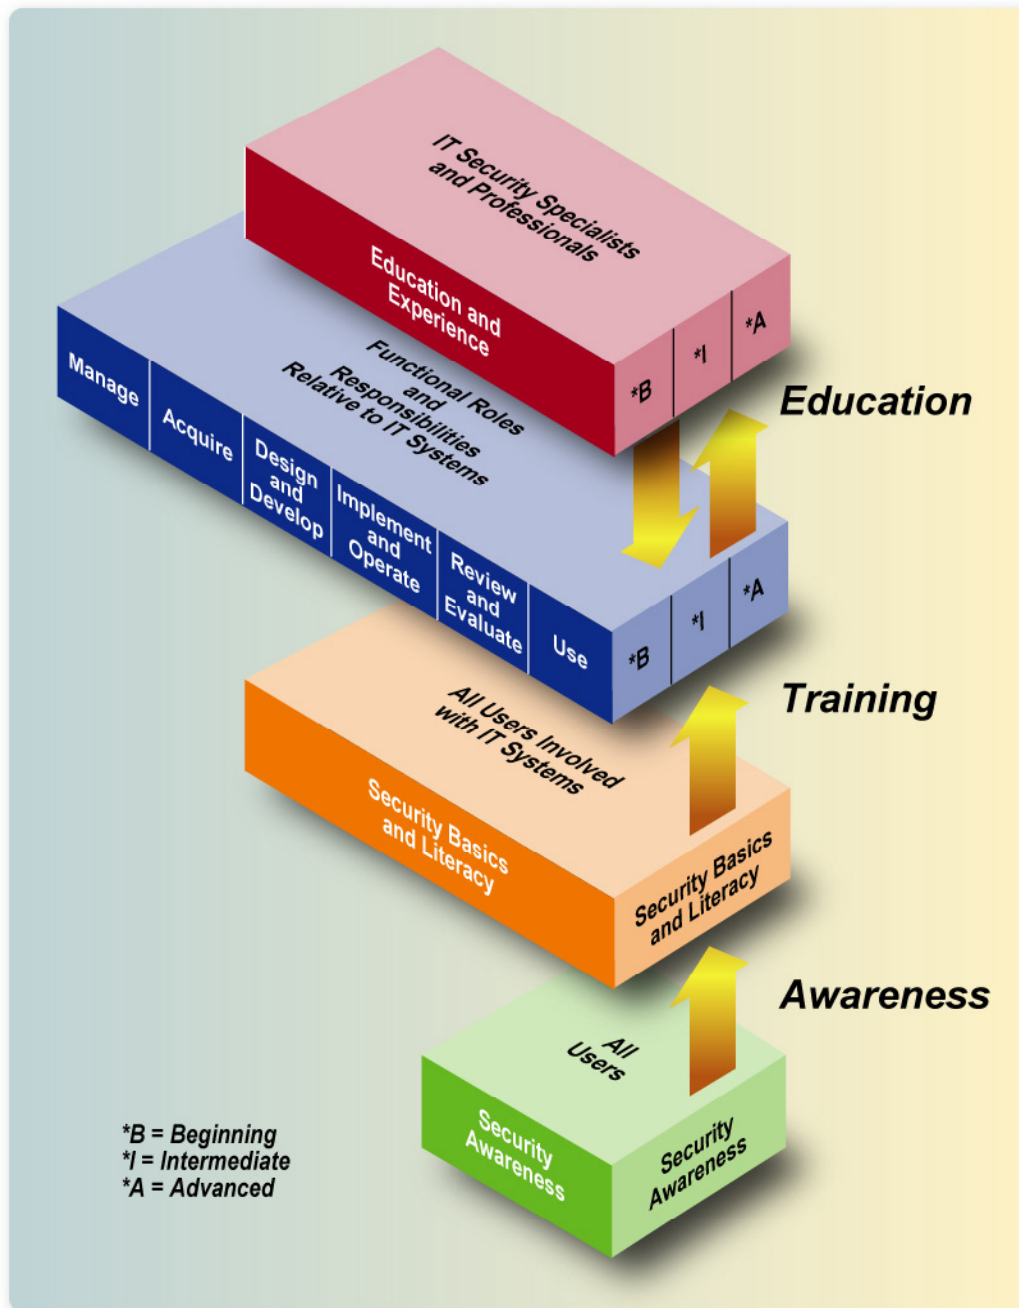 IT Security Specialists
and Professionals
Education and
Experience
*B
*I
*A
Education
Functional Roles
and
Responsibilities
Relative to IT Systems
Manage
Acquire
Design
and
Develop
Implement
and
Operate
Review
and
Evaluate
Use
*B
*I
*A
Training
All Users Involved
with IT Systems
Security Basics
and Literacy
Security Basics
and Literacy
Awareness
All
Users
Security
Awareness
Security
Awareness
*B = Beginning
*I = Intermediate
*A = Advanced